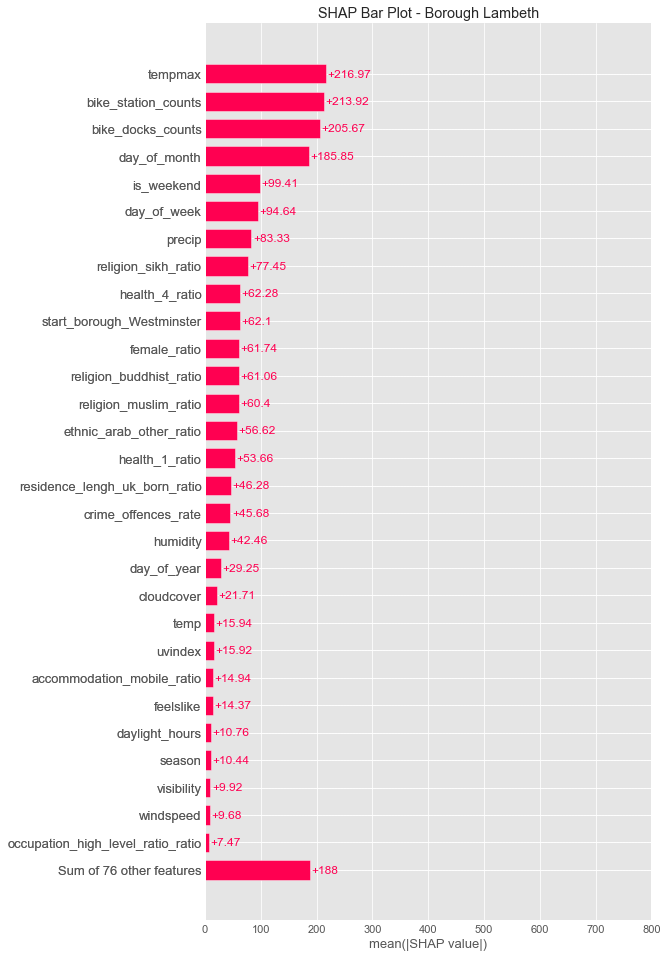 SHAP Bar Plot - Borough Lambeth
tempmax +216.97
bike_station_counts +213.92
bike_docks_counts +205.67
day_of_month +185.85
is_weekend +99.41
day_of_week +94.64
precip +83.33
religion_sikh_ratio +77.45
health_4_ratio +62.28
start_borough_Westminster +62.1
female_ratio +61.74
religion_buddhist_ratio +61.06
religion_muslim_ratio +60.4
ethnic_arab_other_ratio +56.62
health_1_ratio +53.66
residence_lengh_uk_born_ratio +46.28
crime_offences_rate +45.68
humidity +42.46
day_of_year +29.25
cloudcover +21.71
temp +15.94
uvindex +15.92
accommodation_mobile_ratio +14.94
feelslike +14.37
daylight_hours +10.76
season +10.44
visibility +9.92
windspeed +9.68
occupation_high_level_ratio_ratio +7.47
Sum of 76 other features +188
0 100 200 300 400 500 600 700 800
mean(|SHAP value|)